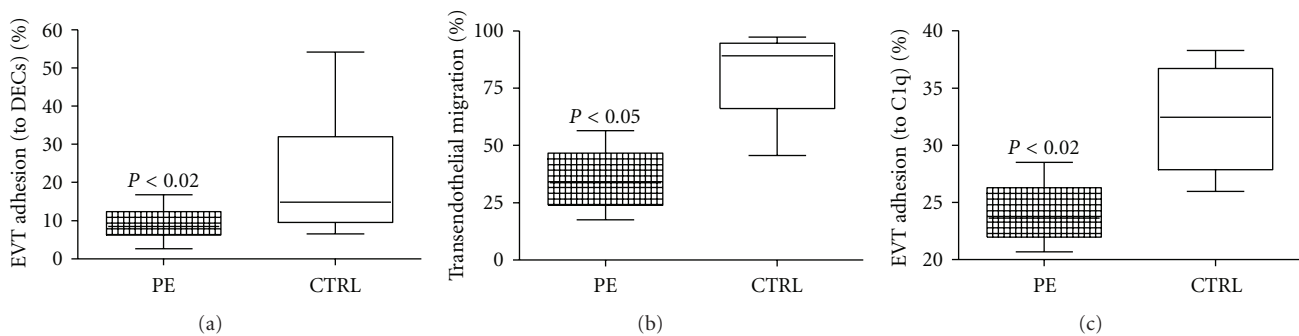 EVT adhesion (to DECs) (%)
60
50
40
30
20
10
0
P < 0.02
PE
CTRL
(a)
Transendothelial migration (%)
100
75
50
25
0
P < 0.05
PE
CTRL
(b)
EVT adhesion (to C1q) (%)
40
35
30
25
20
P < 0.02
PE
CTRL
(c)